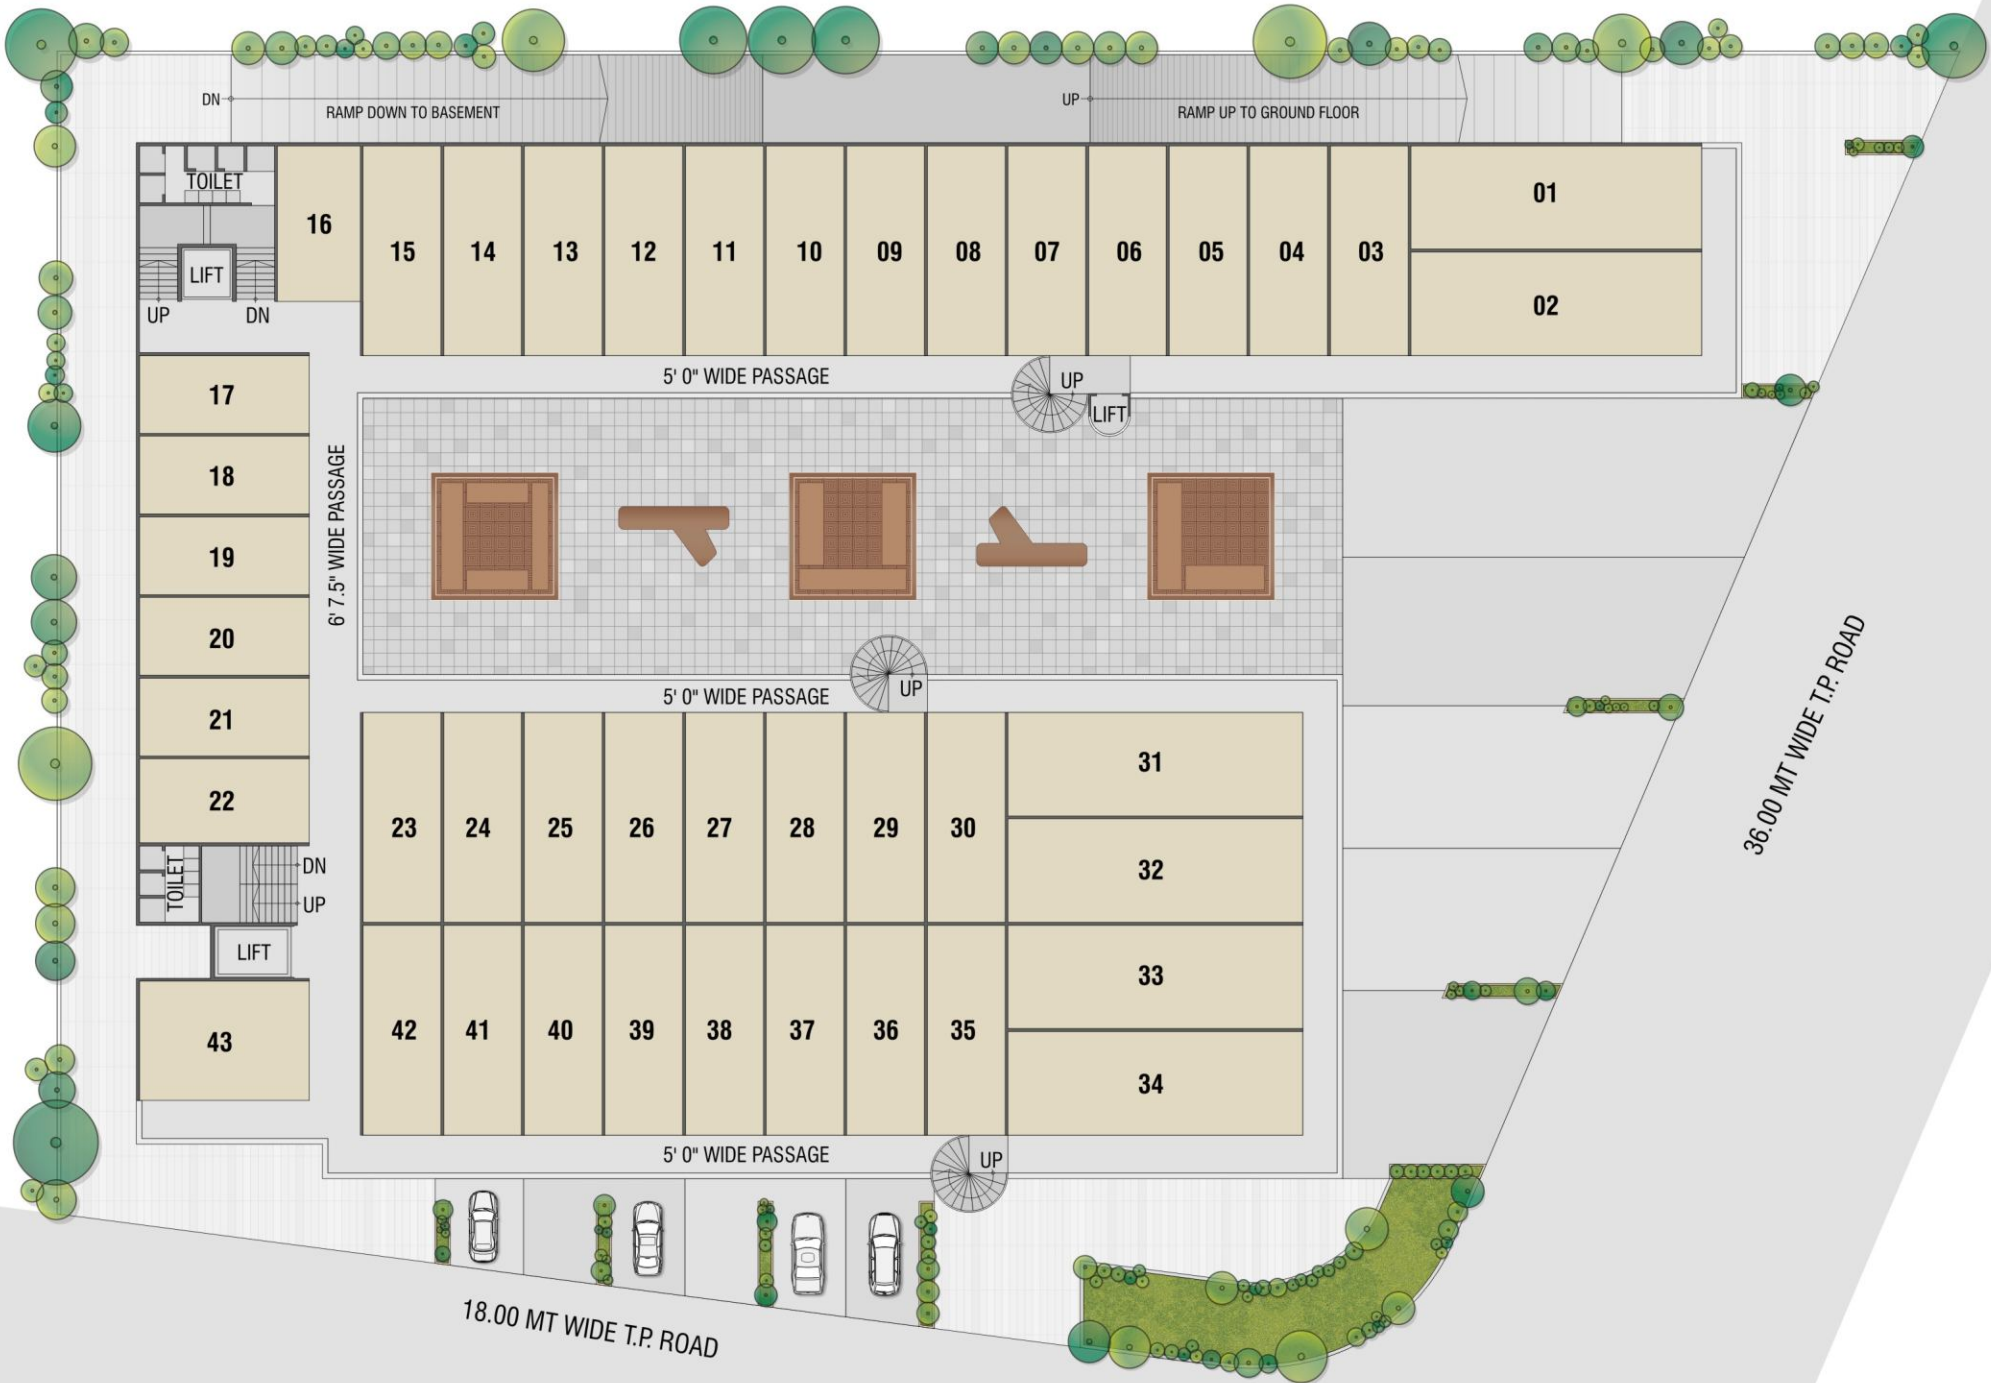 DN
RAMP DOWN TO BASEMENT
UP
RAMP UP TO GROUND FLOOR
TOILET
LIFT
UP
DN
16
15
14
13
12
11
10
09
08
07
06
05
04
03
01
02
5' 0" WIDE PASSAGE
UP
LIFT
17
18
19
20
21
22
6' 7.5" WIDE PASSAGE
5' 0" WIDE PASSAGE
UP
23
24
25
26
27
28
29
30
31
32
TOILET
DN
UP
LIFT
43
42
41
40
39
38
37
36
35
33
34
5' 0" WIDE PASSAGE
UP
36.00 MT WIDE T.P. ROAD
18.00 MT WIDE T.P. ROAD